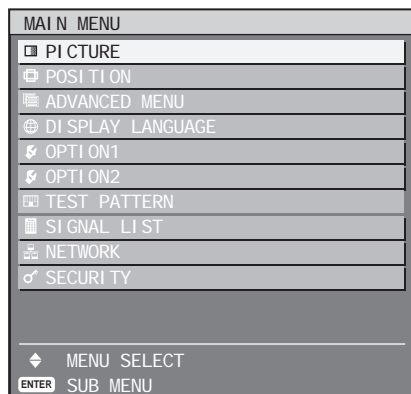 MAIN MENU
PICTURE
POSITION
ADVANCED MENU
DISPLAY LANGUAGE
OPTION1
OPTION2
TEST PATTERN
SIGNAL LIST
NETWORK
SECURITY
MENU SELECT
ENTER SUB MENU